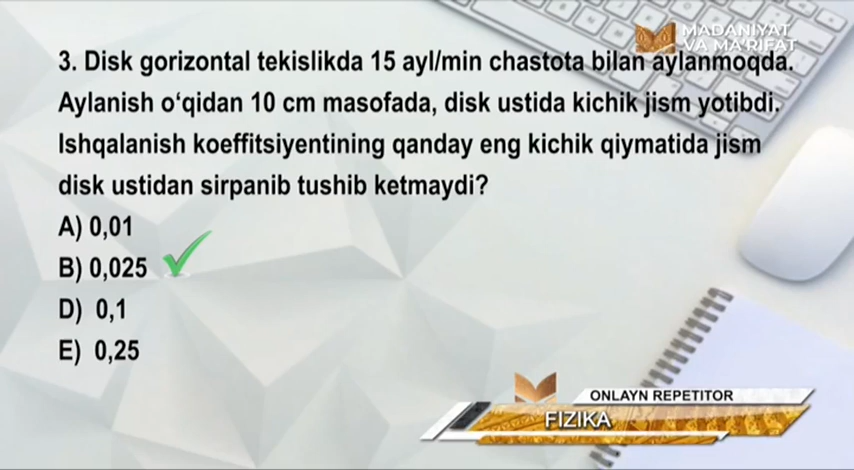 MADANIYAT
VA MA'RIFAT
3. Disk gorizontal tekislikda 15 ayl/min chastota bilan aylanmoqda.
Aylanish o‘qidan 10 cm masofada, disk ustida kichik jism yotibdi.
Ishqalanish koeffitsiyentining qanday eng kichik qiymatida jism
disk ustidan sirpanib tushib ketmaydi?
A) 0,01
B) 0,025
D) 0,1
E) 0,25
ONLAYN REPETITOR
FIZIKA